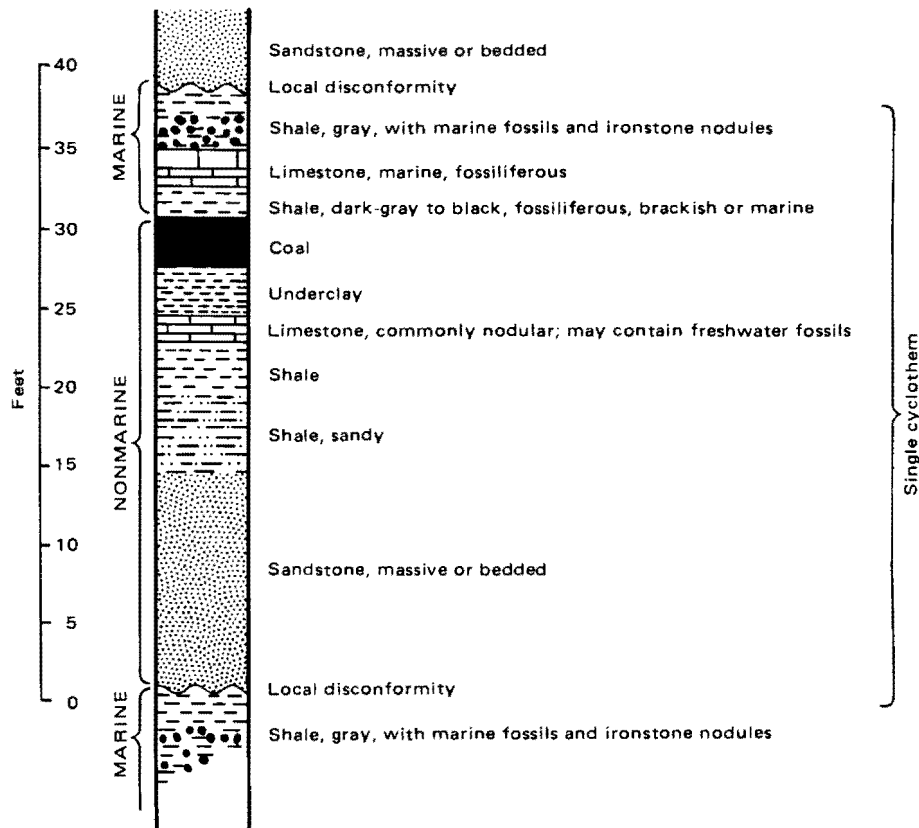 Sandstone, massive or bedded
40
Local disconformity
Shale, gray, with marine fossils and ironstone nodules
35
MARINE
Limestone, marine, fossiliferous
Shale, dark-gray to black, fossiliferous, brackish or marine
30
Coal
Underclay
25
Limestone, commonly nodular; may contain freshwater fossils
Shale
20
Feet
NONMARINE
Single cyclothem
Shale, sandy
15
10
Sandstone, massive or bedded
5
Local disconformity
0
Shale, gray, with marine fossils and ironstone nodules
MARINE